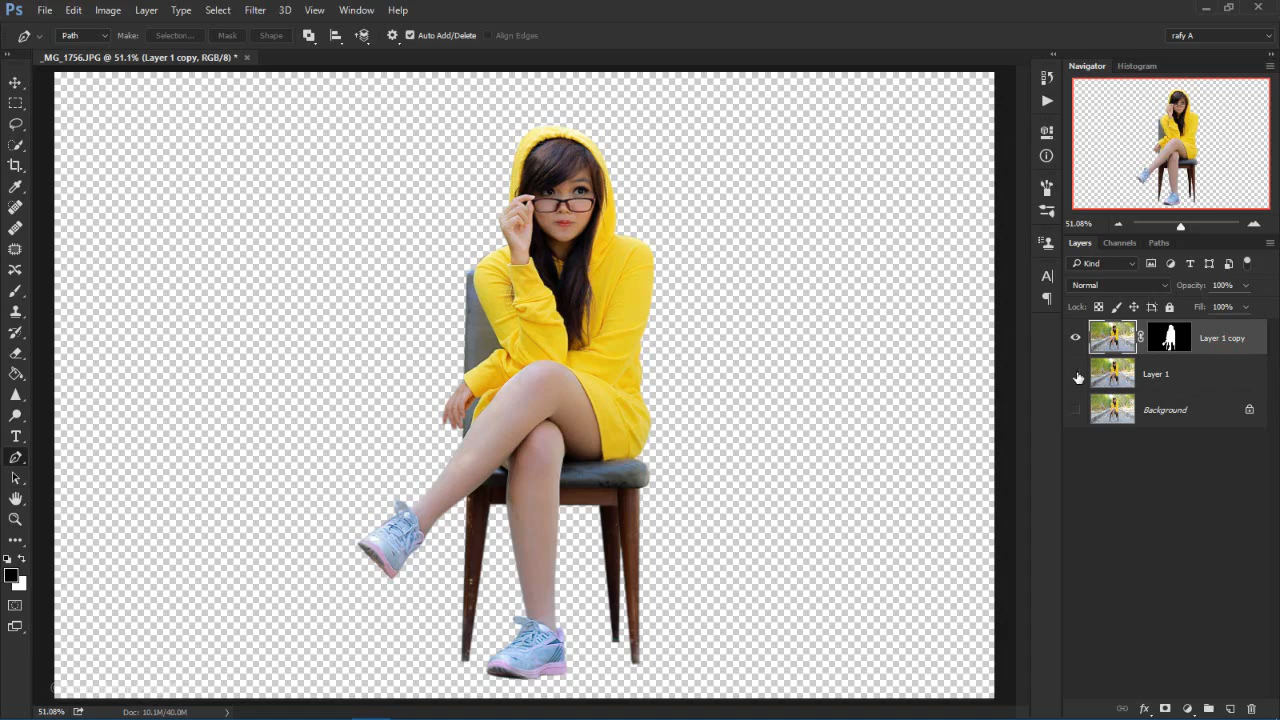 Ps File Edit Image Layer Type Select Filter 3D View Window Help
Path Make: Selection... Mask Shape Auto Add/Delete Align Edges rafy A
_MG_1756.JPG @ 51.1% (Layer 1 copy, RGB/8) * ×
Navigator Histogram
51.08%
Layers Channels Paths
Kind
Normal Opacity: 100%
Lock: Fill: 100%
Layer 1 copy
Layer 1
Background
51.08% Doc: 10.1M/40.0M